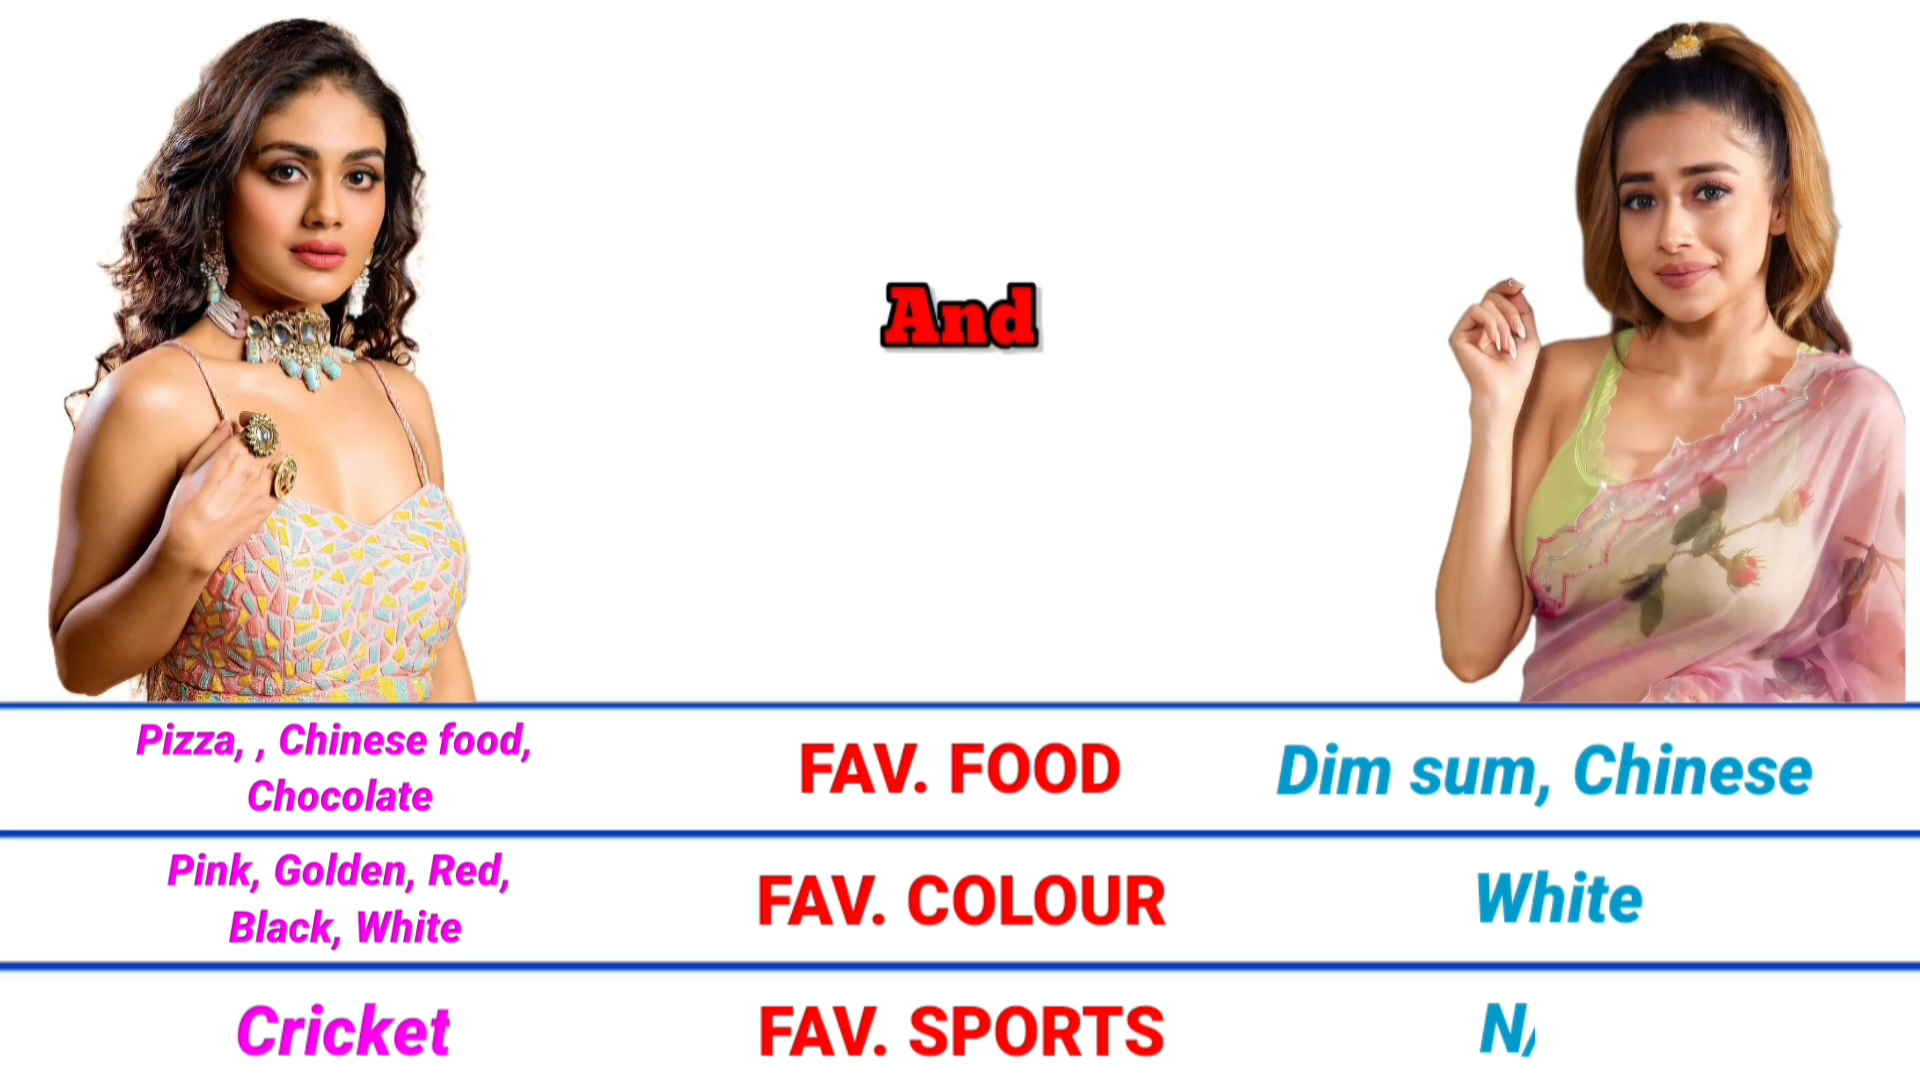 And
Pizza, , Chinese food,
Chocolate
FAV. FOOD
Dim sum, Chinese
Pink, Golden, Red,
Black, White
FAV. COLOUR
White
Cricket
FAV. SPORTS
N/